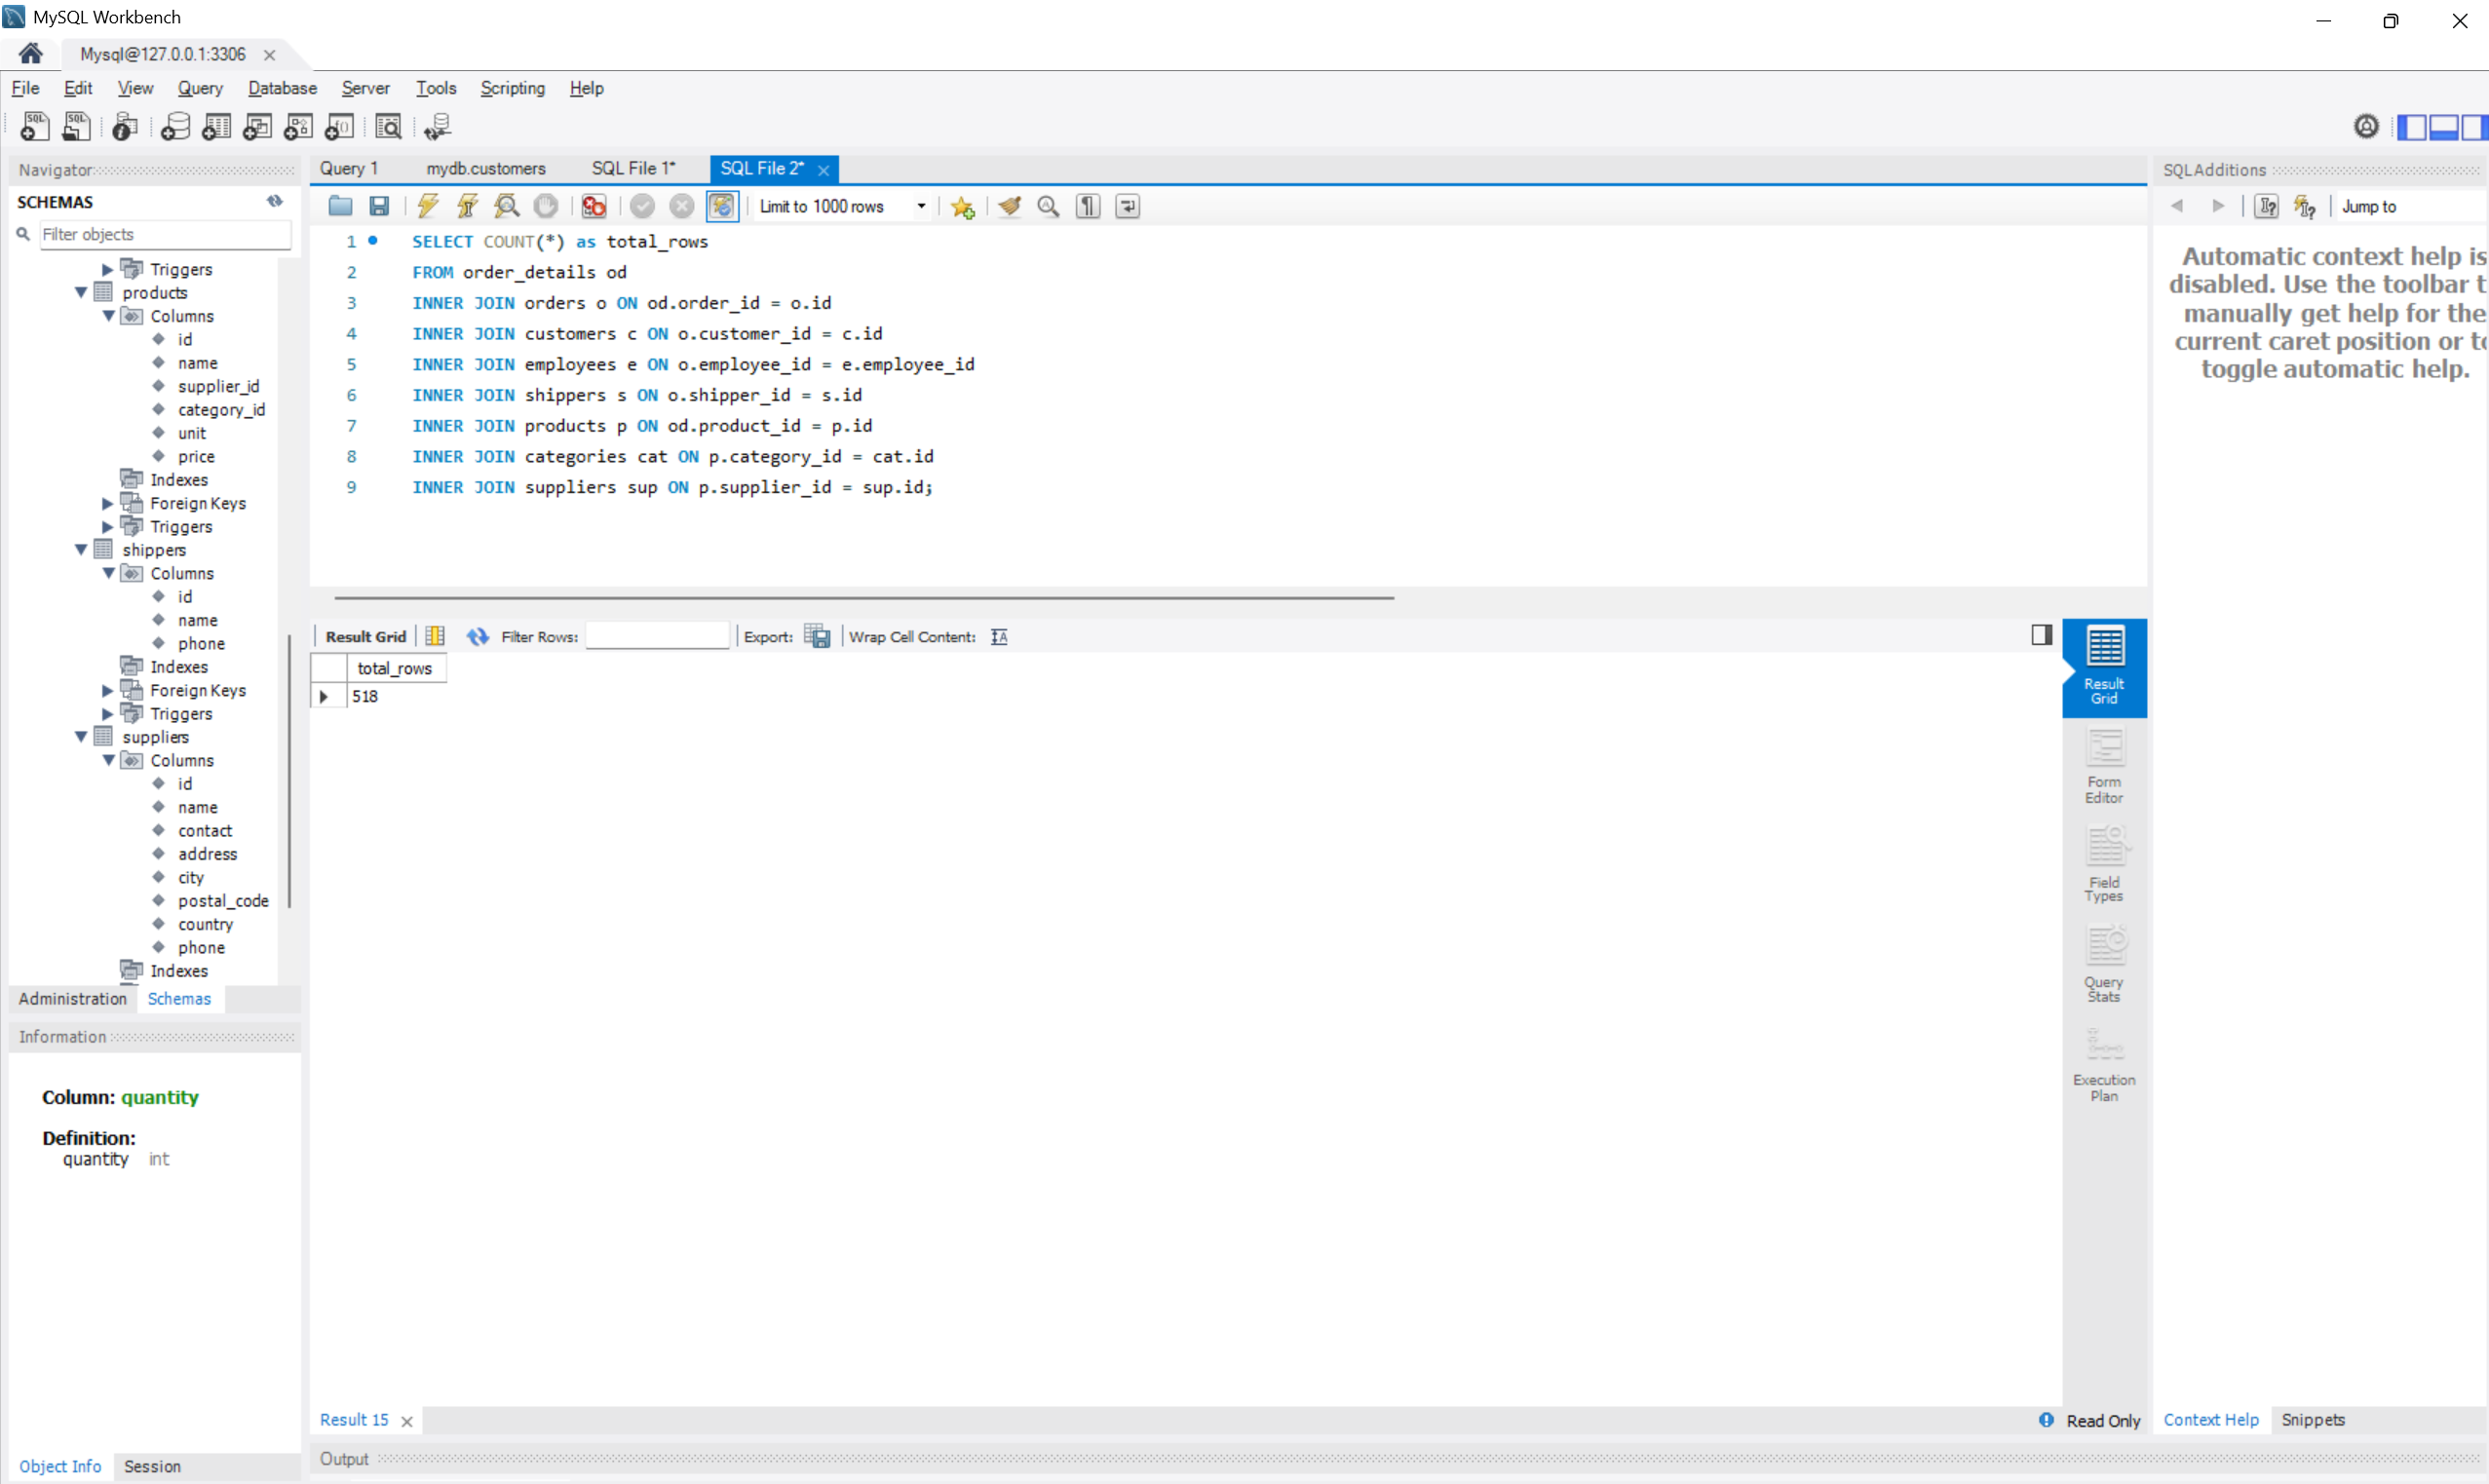 MySQL Workbench
Mysql@127.0.0.1:3306
File Edit View Query Database Server Tools Scripting Help
Navigator
SCHEMAS
Filter objects
Triggers
products
Columns
id
name
supplier_id
category_id
unit
price
Indexes
Foreign Keys
Triggers
shippers
Columns
id
name
phone
Indexes
Foreign Keys
Triggers
suppliers
Columns
id
name
contact
address
city
postal_code
country
phone
Indexes
Administration Schemas
Information
Column: quantity
Definition:
quantity int
Object Info Session
Query 1 mydb.customers SQL File 1* SQL File 2*
Limit to 1000 rows
1 SELECT COUNT(*) as total_rows
2 FROM order_details od
3 INNER JOIN orders o ON od.order_id = o.id
4 INNER JOIN customers c ON o.customer_id = c.id
5 INNER JOIN employees e ON o.employee_id = e.employee_id
6 INNER JOIN shippers s ON o.shipper_id = s.id
7 INNER JOIN products p ON od.product_id = p.id
8 INNER JOIN categories cat ON p.category_id = cat.id
9 INNER JOIN suppliers sup ON p.supplier_id = sup.id;
Result Grid Filter Rows: Export: Wrap Cell Content:
total_rows
518
Result
Grid
Form
Editor
Field
Types
Query
Stats
Execution
Plan
Result 15 Read Only
Output
SQLAdditions
Jump to
Automatic context help is
disabled. Use the toolbar t
manually get help for the
current caret position or to
toggle automatic help.
Context Help Snippets